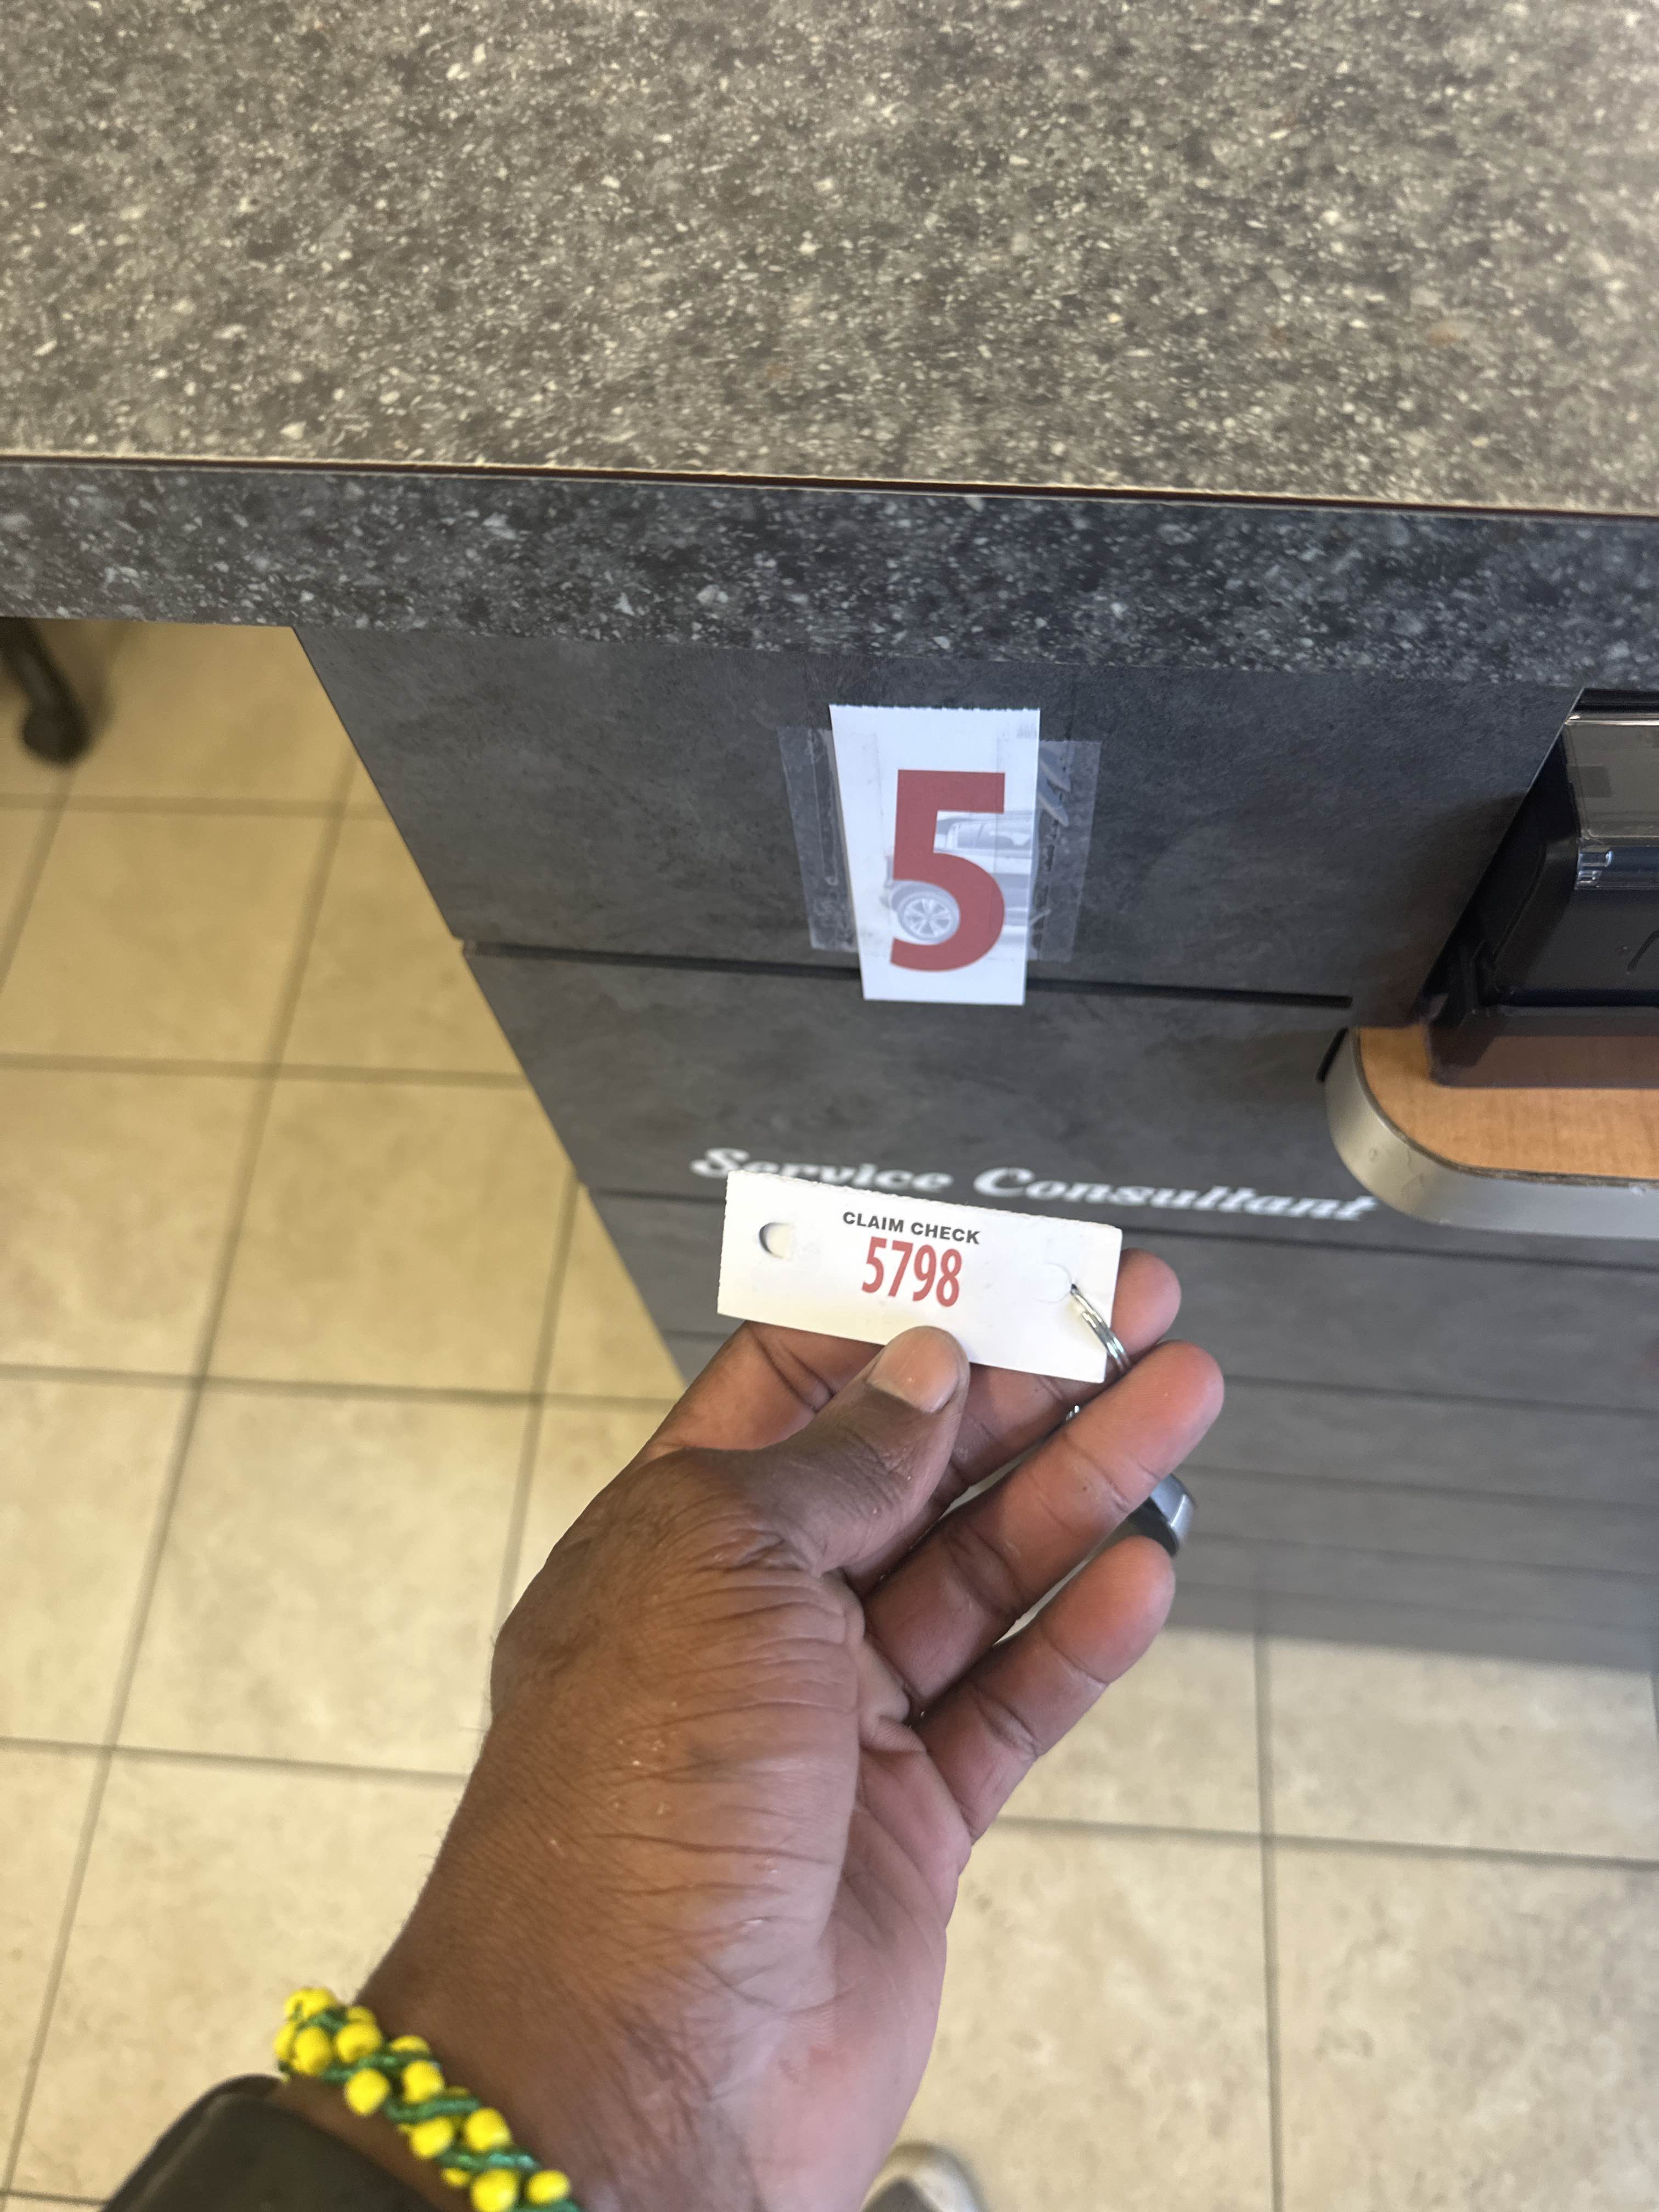 5
Service Consultant
CLAIM CHECK
5798